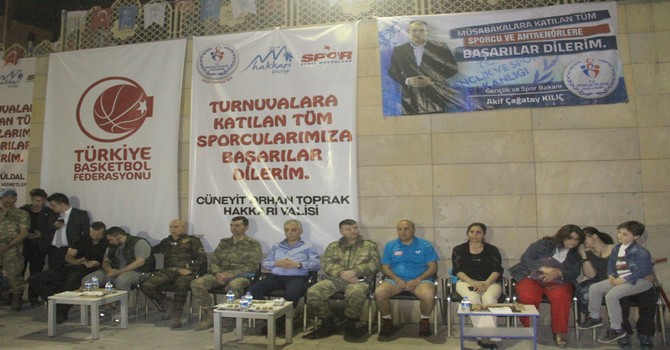 TÜRKİYE
BASKETBOL
FEDERASYONU
hakkari
SPOR
TURNUVALARA
KATILAN TÜM
SPORCULARIMIZA
BAŞARILAR
DİLERİM.
CÜNEYİT ORHAN TOPRAK
HAKKARİ VALİSİ
MÜSABAKALARA KATILAN TÜM
SPORCU VE ANTRENÖRLERE
BAŞARILAR DİLERİM.
Gençlik ve Spor Bakanı
Akif Çağatay KILIÇ